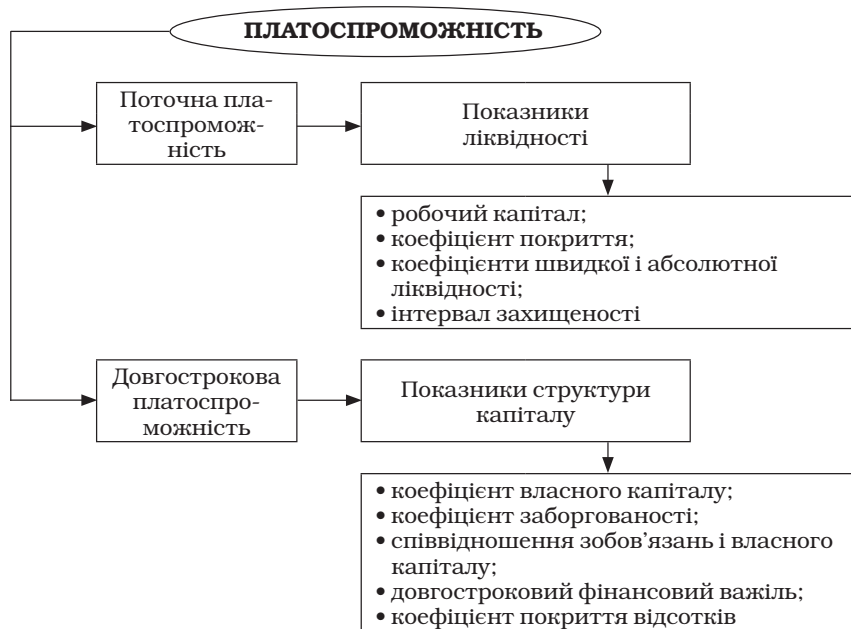 ПЛАТОСПРОМОЖНІСТЬ
Поточна пла-
тоспромож-
ність
Показники
ліквідності
• робочий капітал;
• коефіцієнт покриття;
• коефіцієнти швидкої і абсолютної
ліквідності;
• інтервал захищеності
Довгострокова
платоспро-
можність
Показники структури
капіталу
• коефіцієнт власного капіталу;
• коефіцієнт заборгованості;
• співвідношення зобов’язань і власного
капіталу;
• довгостроковий фінансовий важіль;
• коефіцієнт покриття відсотків